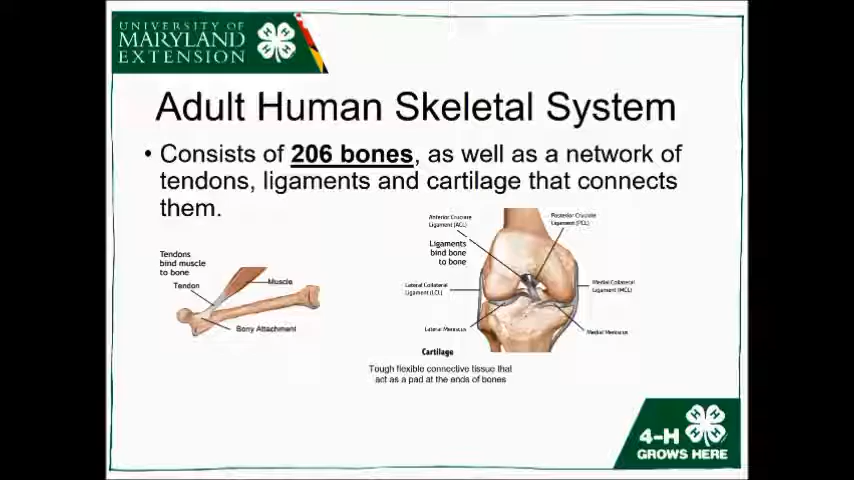 UNIVERSITY OF
MARYLAND
EXTENSION
Adult Human Skeletal System
• Consists of 206 bones, as well as a network of
tendons, ligaments and cartilage that connects
them.
Tendons
bind muscle
to bone
Tendon
Muscle
Bony Attachment
Anterior Cruciate
Ligament (ACL)
Posterior Cruciate
Ligament (PCL)
Ligaments
bind bone
to bone
Lateral Collateral
Ligament (LCL)
Medial Collateral
Ligament (MCL)
Lateral Meniscus
Medial Meniscus
Cartilage
Tough flexible connective tissue that
act as a pad at the ends of bones
4-H
GROWS HERE
H H H H
H H H H